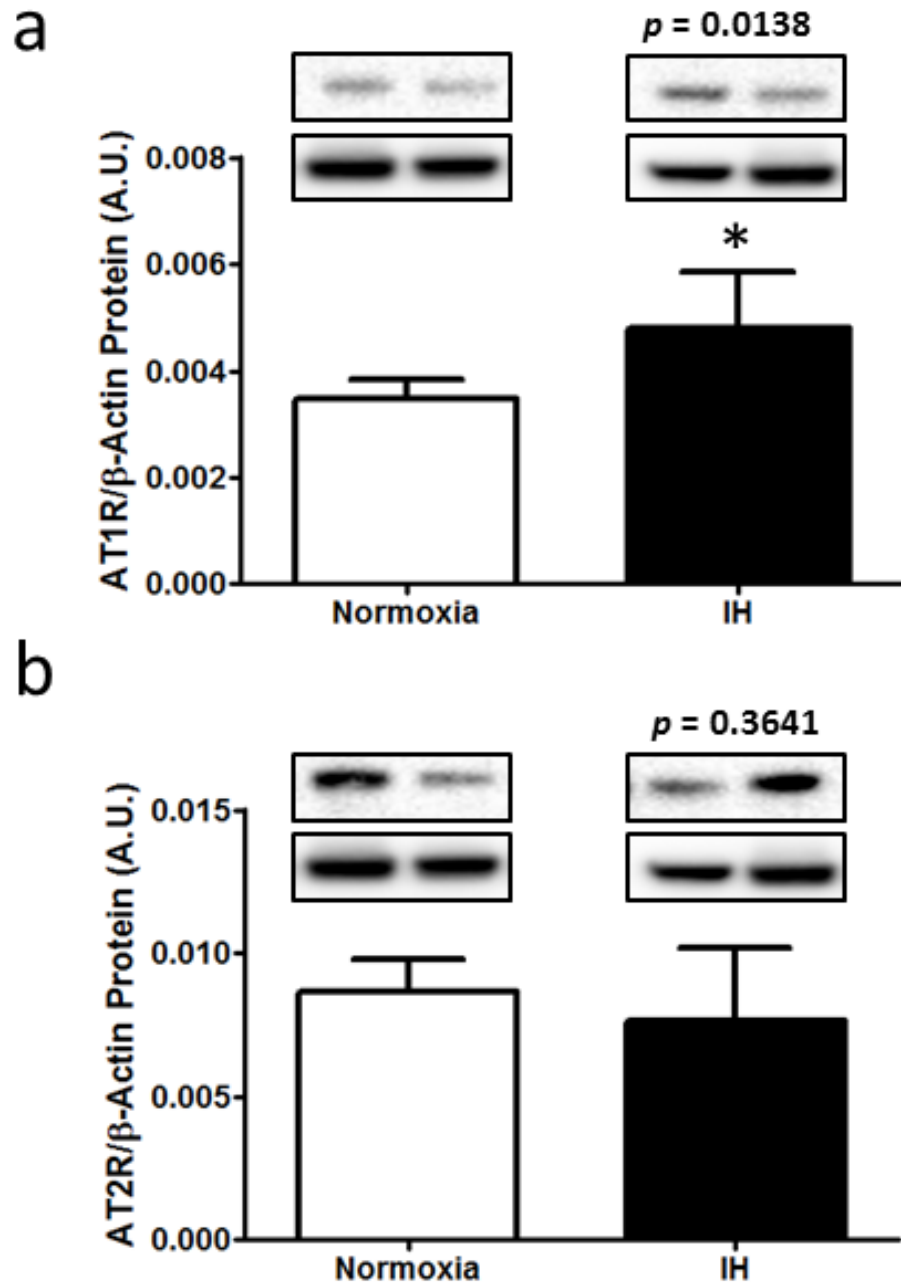 a
p = 0.0138
AT1R/β-Actin Protein (A.U.)
0.008
0.006
*
0.004
0.002
0.000
Normoxia
IH
b
p = 0.3641
AT2R/β-Actin Protein (A.U.)
0.015
0.010
0.005
0.000
Normoxia
IH